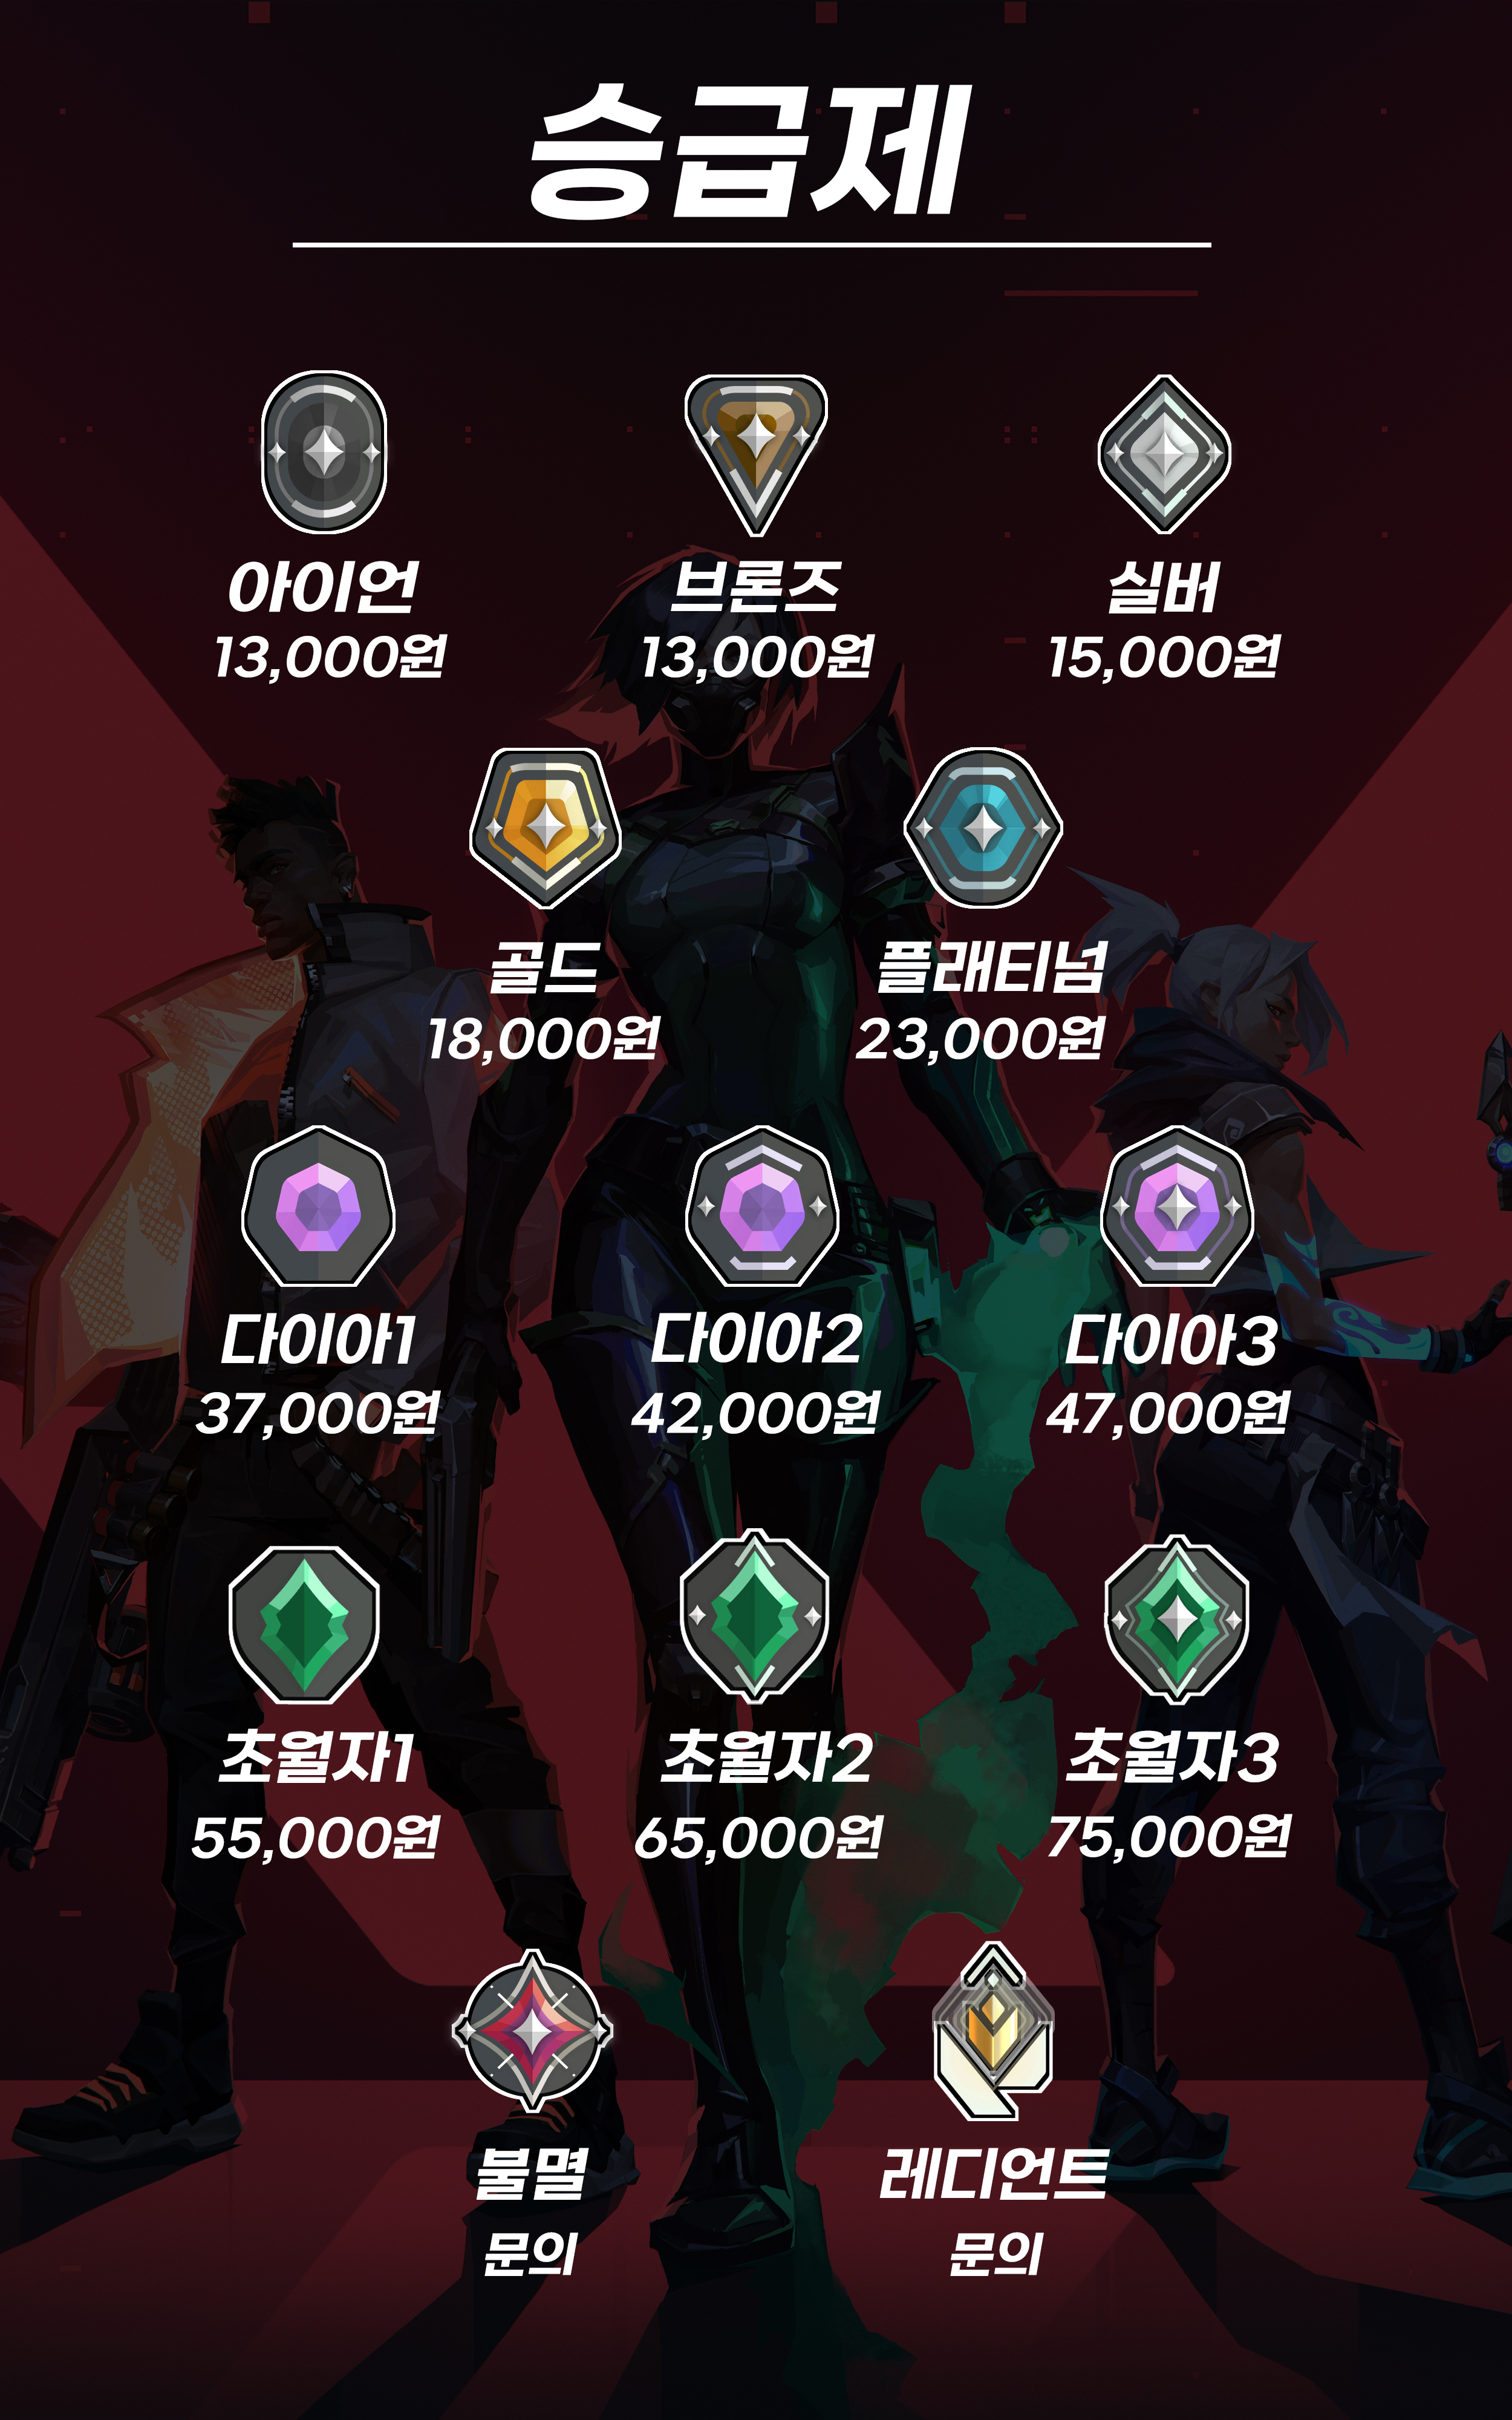 승급제
아이언 브론즈 실버
13,000원 13,000원 15,000원
골드 플래티넘
18,000원 23,000원
다이아1 다이아2 다이아3
37,000원 42,000원 47,000원
초월자1 초월자2 초월자3
55,000원 65,000원 75,000원
불멸 레디언트
문의 문의